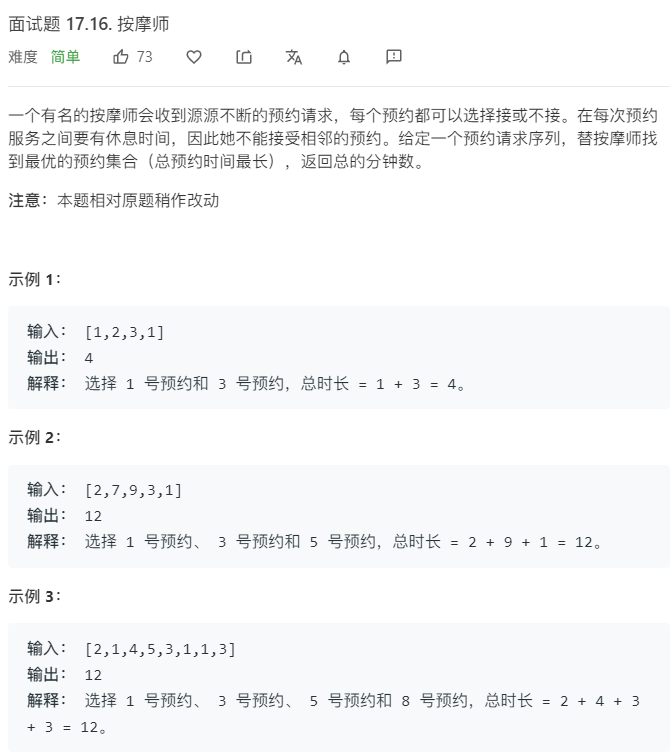 面试题 17.16. 按摩师
难度 简单 73
一个有名的按摩师会收到源源不断的预约请求，每个预约都可以选择接或不接。在每次预约
服务之间要有休息时间，因此她不能接受相邻的预约。给定一个预约请求序列，替按摩师找
到最优的预约集合（总预约时间最长），返回总的分钟数。
注意：本题相对原题稍作改动
示例 1：
输入： [1,2,3,1]
输出： 4
解释： 选择 1 号预约和 3 号预约，总时长 = 1 + 3 = 4。
示例 2：
输入： [2,7,9,3,1]
输出： 12
解释： 选择 1 号预约、 3 号预约和 5 号预约，总时长 = 2 + 9 + 1 = 12。
示例 3：
输入： [2,1,4,5,3,1,1,3]
输出： 12
解释： 选择 1 号预约、 3 号预约、 5 号预约和 8 号预约，总时长 = 2 + 4 + 3
+ 3 = 12。